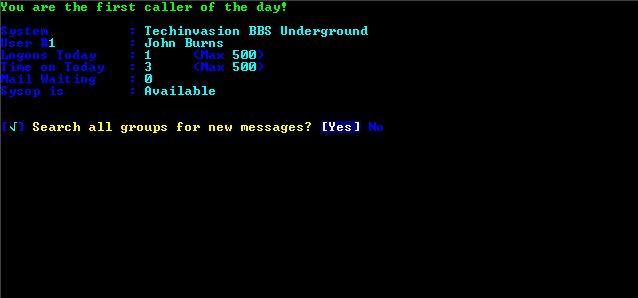 You are the first caller of the day!
System : Techinvasion BBS Underground
User #1 : John Burns
Logons Today : 1 (Max 500)
Time on Today : 3 (Max 500)
Mail Waiting : 0
Sysop is : Available
[√] Search all groups for new messages? [Yes] No